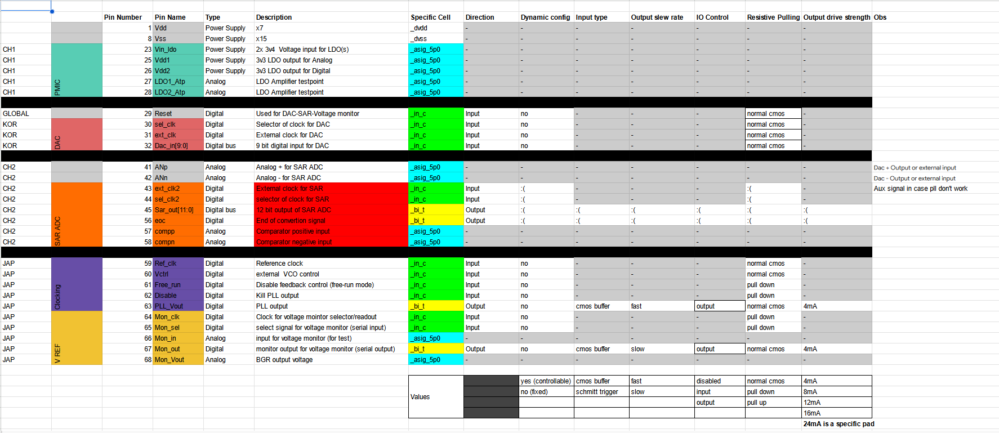 Pin Number Pin Name Type Description Specific Cell Direction Dynamic config Input type Output slew rate IO Control Resistive Pulling Output drive strength Obs
1 Vdd Power Supply x7 _dvdd - - - - - - -
8 Vss Power Supply x15 _dvss - - - - - - -
CH1 23 Vin_ldo Power Supply 2x 3v4 Voltage input for LDO(s) _asig_5p0 - - - - - - -
CH1 25 Vdd1 Power Supply 3v3 LDO output for Analog _asig_5p0 - - - - - - -
CH1 26 Vdd2 Power Supply 3v3 LDO output for Digital _asig_5p0 - - - - - - -
CH1 27 LDO1_Atp Analog LDO Amplifier testpoint _asig_5p0 - - - - - - -
CH1 PMIC 28 LDO2_Atp Analog LDO Amplifier testpoint _asig_5p0 - - - - - - -
GLOBAL 29 Reset Digital Used for DAC-SAR-Voltage monitor _in_c Input no - - - normal cmos -
KOR 30 sel_clk Digital Selector of clock for DAC _in_c Input no - - - normal cmos -
KOR 31 ext_clk Digital External clock for DAC _in_c Input no - - - normal cmos -
KOR DAC 32 Dac_in[9:0] Digital bus 9 bit digital input for DAC _in_c Input no - - - normal cmos -
CH2 41 ANp Analog Analog + for SAR ADC _asig_5p0 - - - - - - - Dac + Output or external input
CH2 42 ANn Analog Analog - for SAR ADC _asig_5p0 - - - - - - - Dac - Output or external input
CH2 43 ext_clk2 Digital External clock for SAR _in_c Input :( - - - :( - Aux signal in case pll don't work
CH2 44 sel_clk2 Digital selector of clock for SAR _in_c Input :( - - - :( -
CH2 45 Sar_out[11:0] Digital bus 12 bit output of SAR ADC _bi_t Output :( :( :( :( :( :(
CH2 56 eoc Digital End of convertion signal _bi_t Output :( :( :( :( :( :(
CH2 57 compp Analog Comparator positive input _asig_5p0 - - - - - - -
CH2 SAR ADC 58 compn Analog Comparator negative input _asig_5p0 - - - - - - -
JAP 59 Ref_clk Digital Reference clock _in_c Input no - - - normal cmos -
JAP 60 Vctrl Digital external VCO control _in_c Input no - - - normal cmos -
JAP 61 Free_run Digital Disable feedback control (free-run mode) _in_c Input no - - - pull down -
JAP 62 Disable Digital Kill PLL output _in_c Input no - - - pull down -
JAP Clocking 63 PLL_Vout Digital PLL output _bi_t Output no cmos buffer fast output normal cmos 4mA
JAP 64 Mon_clk Digital Clock for voltage mointor selector/readout _in_c Input no - - - pull down -
JAP 65 Mon_sel Digital select signal for voltage monitor (serial input) _in_c Input no - - - pull down -
JAP 66 Mon_in Analog input for voltage monitor (for test) _asig_5p0 - - - - - - -
JAP 67 Mon_out Digital monitor output for voltage monitor (serial output) _bi_t Output no cmos buffer slow output normal cmos 4mA
JAP V REF 68 Mon_Vout Analog BGR output voltage _asig_5p0 - - - - - - -
Values yes (controllable) cmos buffer fast disabled normal cmos 4mA
no (fixed) schmitt trigger slow input pull down 8mA
output pull up 12mA
16mA
24mA is a specific pad